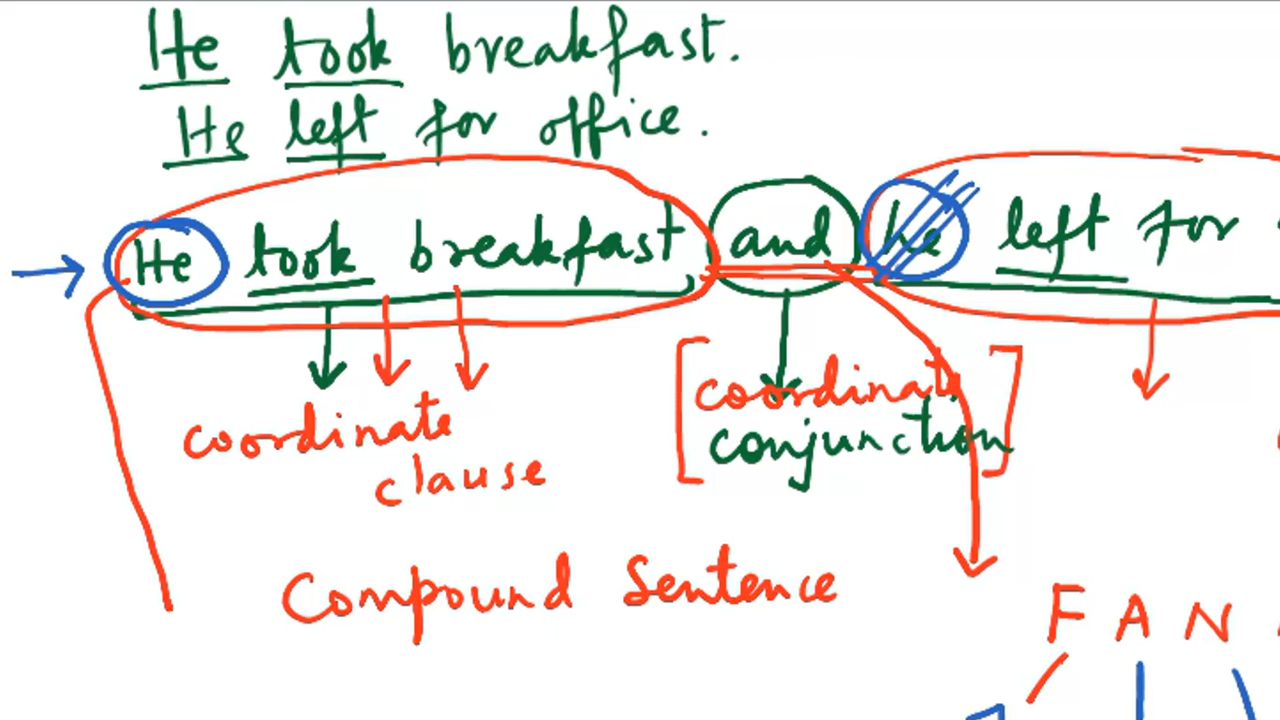 He took breakfast.
He left for office.
He took breakfast and he left for
coordinate clause
coordinate conjunction
Compound Sentence
F A N